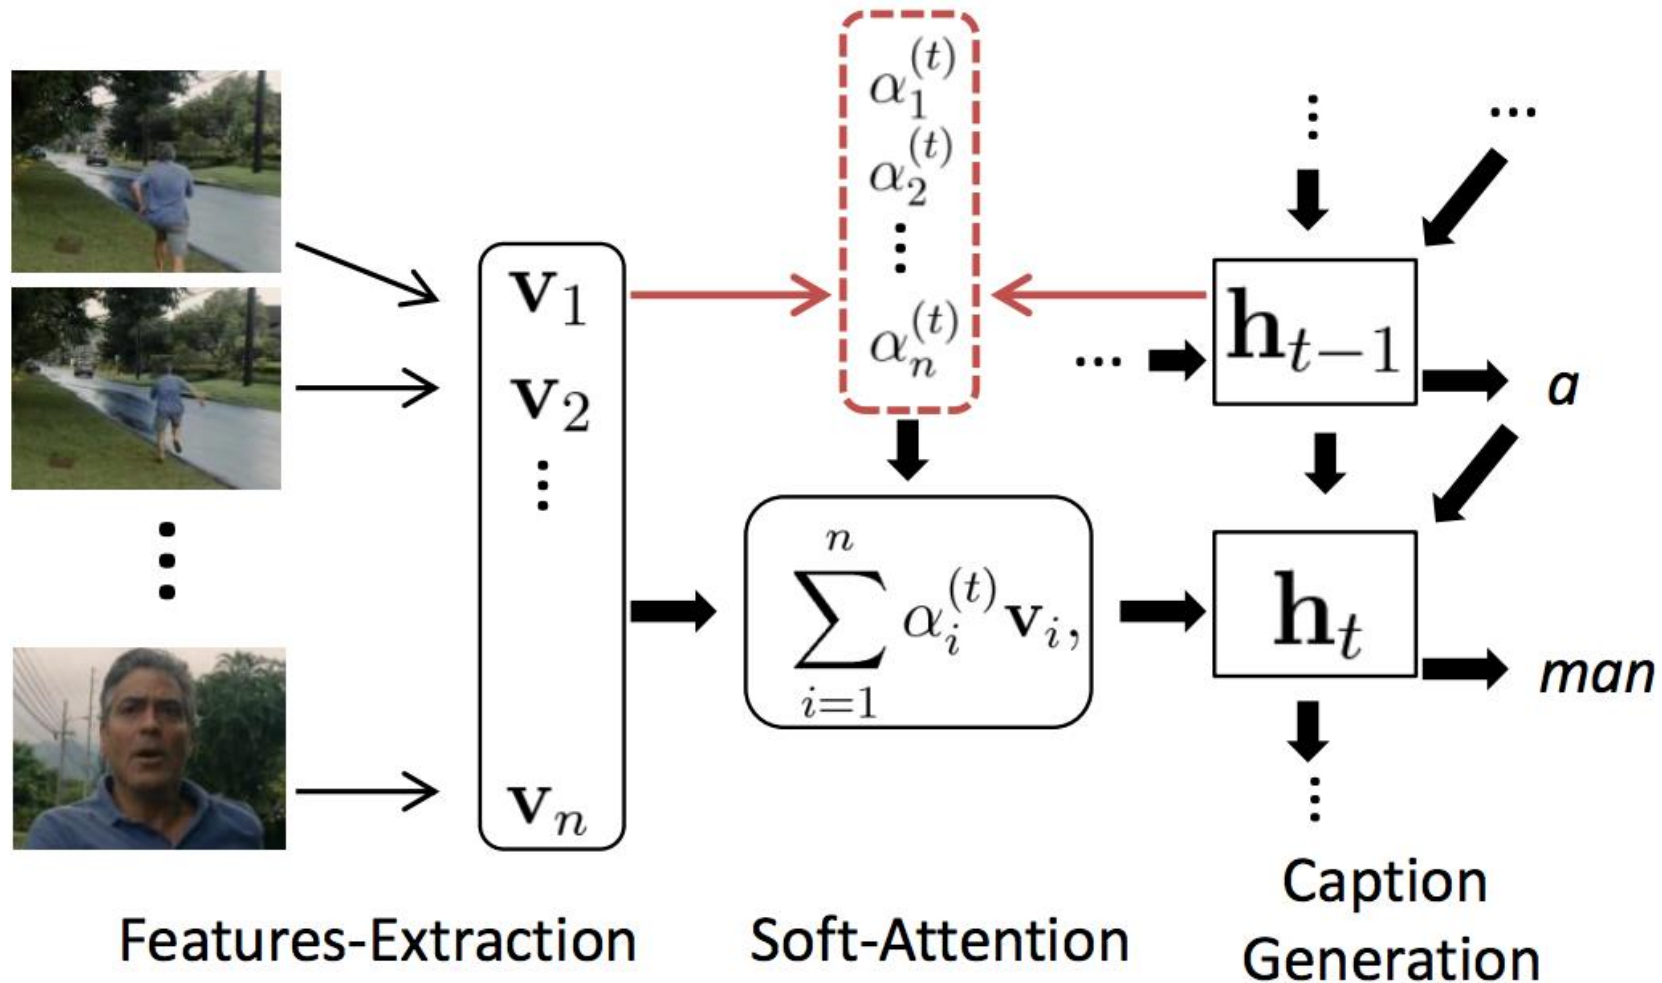 α₁^(t)
α₂^(t)
⋮
αₙ^(t)
v₁
v₂
⋮
vₙ
∑ᵢ₌₁ⁿ αᵢ^(t) vᵢ,
⋮
...
...
hₜ₋₁
a
hₜ
man
⋮
Features-Extraction
Soft-Attention
Caption
Generation